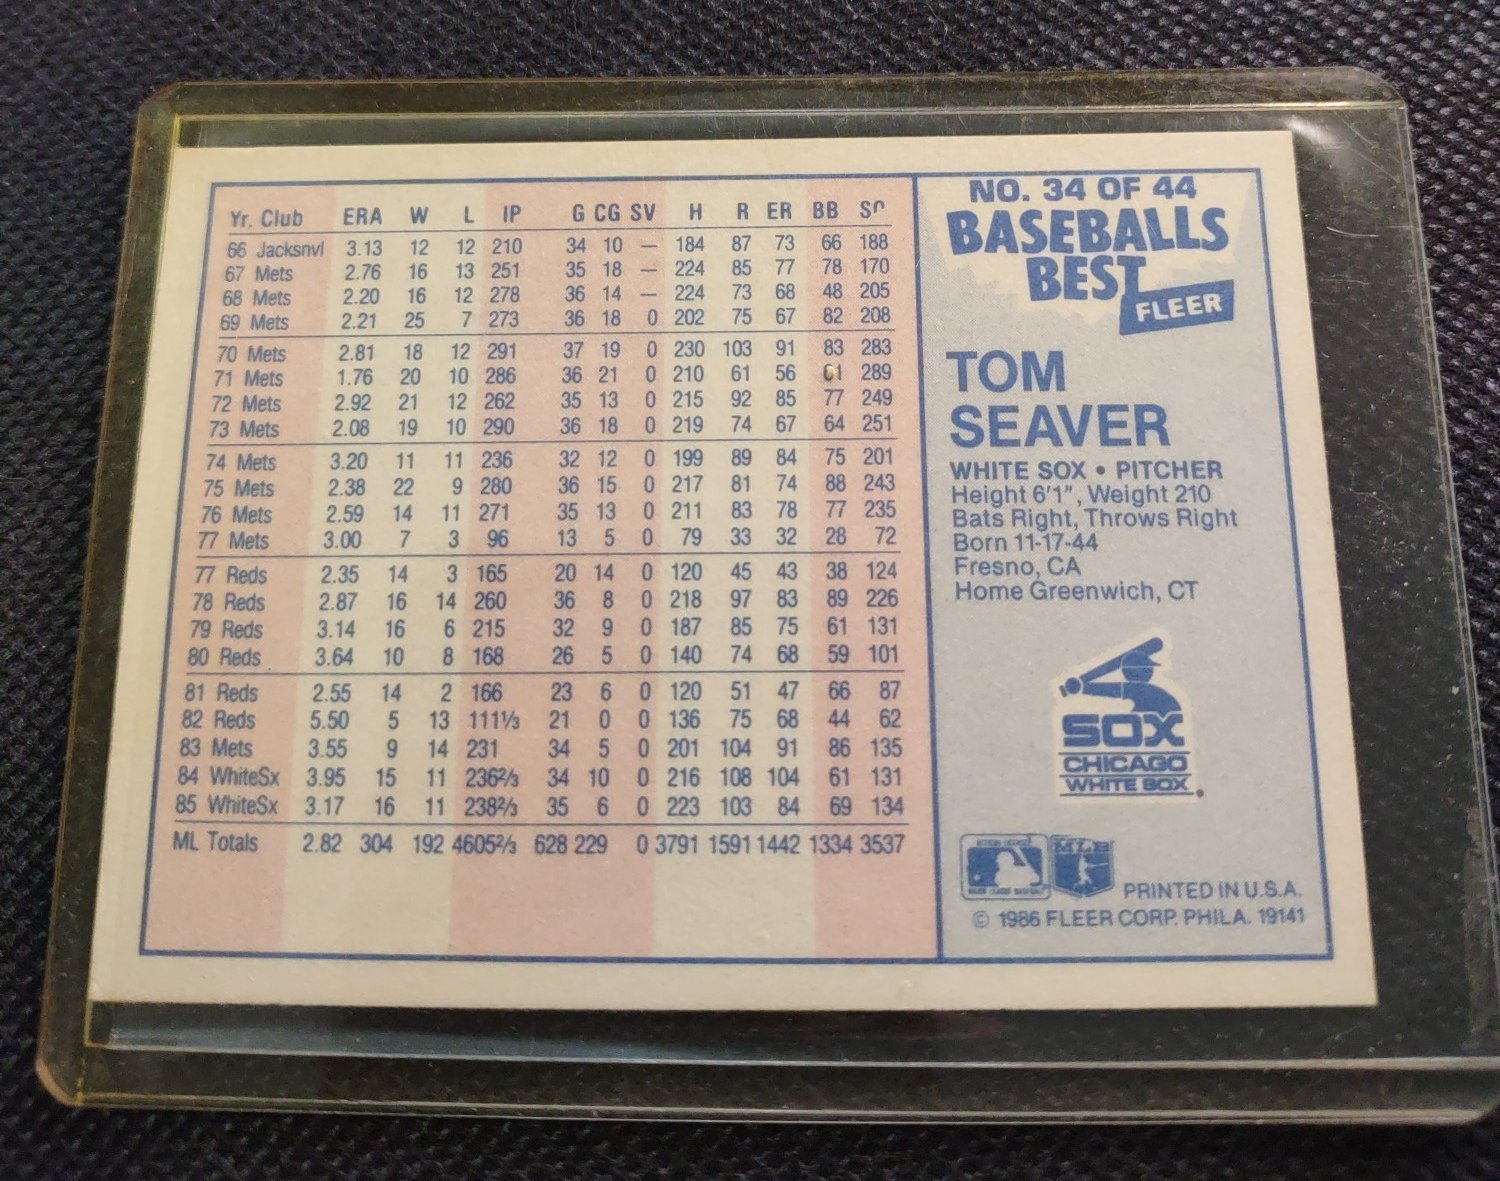 Yr. Club ERA W L IP G CG SV H R ER BB SO
66 Jacksnvl 3.13 12 12 210 34 10 — 184 87 73 66 188
67 Mets 2.76 16 13 251 35 18 — 224 85 77 78 170
68 Mets 2.20 16 12 278 36 14 — 224 73 68 48 205
69 Mets 2.21 25 7 273 36 18 0 202 75 67 82 208
70 Mets 2.81 18 12 291 37 19 0 230 103 91 83 283
71 Mets 1.76 20 10 286 36 21 0 210 61 56 61 289
72 Mets 2.92 21 12 262 35 13 0 215 92 85 77 249
73 Mets 2.08 19 10 290 36 18 0 219 74 67 64 251
74 Mets 3.20 11 11 236 32 12 0 199 89 84 75 201
75 Mets 2.38 22 9 280 36 15 0 217 81 74 88 243
76 Mets 2.59 14 11 271 35 13 0 211 83 78 77 235
77 Mets 3.00 7 3 96 13 5 0 79 33 32 28 72
77 Reds 2.35 14 3 165 20 14 0 120 45 43 38 124
78 Reds 2.87 16 14 260 36 8 0 218 97 83 89 226
79 Reds 3.14 16 6 215 32 9 0 187 85 75 61 131
80 Reds 3.64 10 8 168 26 5 0 140 74 68 59 101
81 Reds 2.55 14 2 166 23 6 0 120 51 47 66 87
82 Reds 5.50 5 13 111⅓ 21 0 0 136 75 68 44 62
83 Mets 3.55 9 14 231 34 5 0 201 104 91 86 135
84 WhiteSx 3.95 15 11 236⅔ 34 10 0 216 108 104 61 131
85 WhiteSx 3.17 16 11 238⅔ 35 6 0 223 103 84 69 134
ML Totals 2.82 304 192 4605⅔ 628 229 0 3791 1591 1442 1334 3537
NO. 34 OF 44
BASEBALLS
BEST
FLEER
TOM
SEAVER
WHITE SOX • PITCHER
Height 6'1", Weight 210
Bats Right, Throws Right
Born 11-17-44
Fresno, CA
Home Greenwich, CT
SOX
CHICAGO
WHITE SOX
MLB
PRINTED IN U.S.A.
© 1986 FLEER CORP. PHILA. 19141